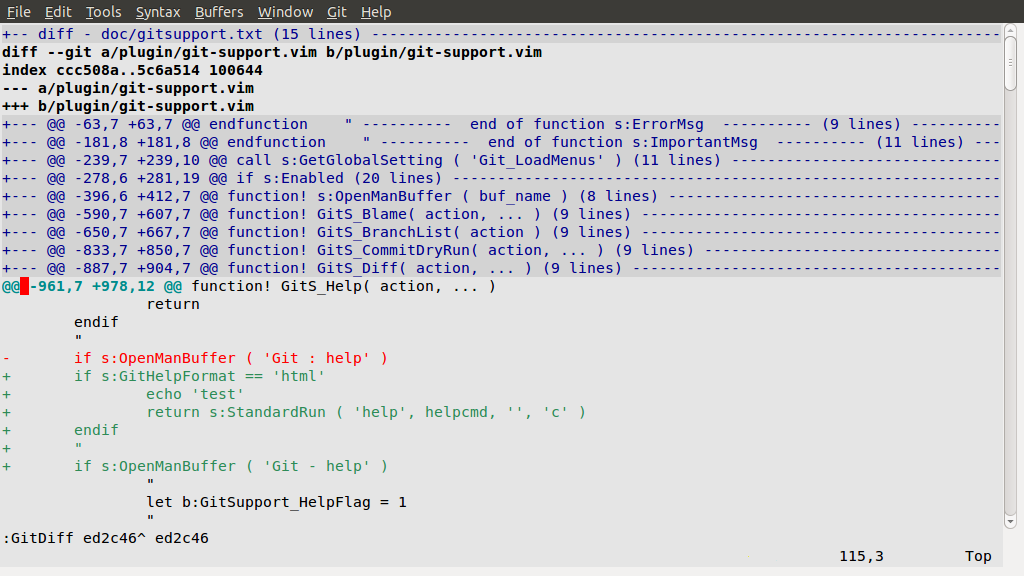 File Edit Tools Syntax Buffers Window Git Help
+-- diff - doc/gitsupport.txt (15 lines) ----------------------------------------------------------------------
diff --git a/plugin/git-support.vim b/plugin/git-support.vim
index ccc508a..5c6a514 100644
--- a/plugin/git-support.vim
+++ b/plugin/git-support.vim
+--- @@ -63,7 +63,7 @@ endfunction    " ----------  end of function s:ErrorMsg  ---------- (9 lines) ----------
+--- @@ -181,8 +181,8 @@ endfunction    " ----------  end of function s:ImportantMsg  ---------- (11 lines) ---
+--- @@ -239,7 +239,10 @@ call s:GetGlobalSetting ( 'Git_LoadMenus' ) (11 lines) ------------------------------
+--- @@ -278,6 +281,19 @@ if s:Enabled (20 lines) -------------------------------------------------------------
+--- @@ -396,6 +412,7 @@ function! s:OpenManBuffer ( buf_name ) (8 lines) -------------------------------------
+--- @@ -590,7 +607,7 @@ function! GitS_Blame( action, ... ) (9 lines) ----------------------------------------
+--- @@ -650,7 +667,7 @@ function! GitS_BranchList( action ) (9 lines) ----------------------------------------
+--- @@ -833,7 +850,7 @@ function! GitS_CommitDryRun( action, ... ) (9 lines) ---------------------------------
+--- @@ -887,7 +904,7 @@ function! GitS_Diff( action, ... ) (9 lines) -----------------------------------------
@@ -961,7 +978,12 @@ function! GitS_Help( action, ... )
                return
        endif
        "
-       if s:OpenManBuffer ( 'Git : help' )
+       if s:GitHelpFormat == 'html'
+               echo 'test'
+               return s:StandardRun ( 'help', helpcmd, '', 'c' )
+       endif
+       "
+       if s:OpenManBuffer ( 'Git - help' )
                "
                let b:GitSupport_HelpFlag = 1
                "
:GitDiff ed2c46^ ed2c46
115,3         Top